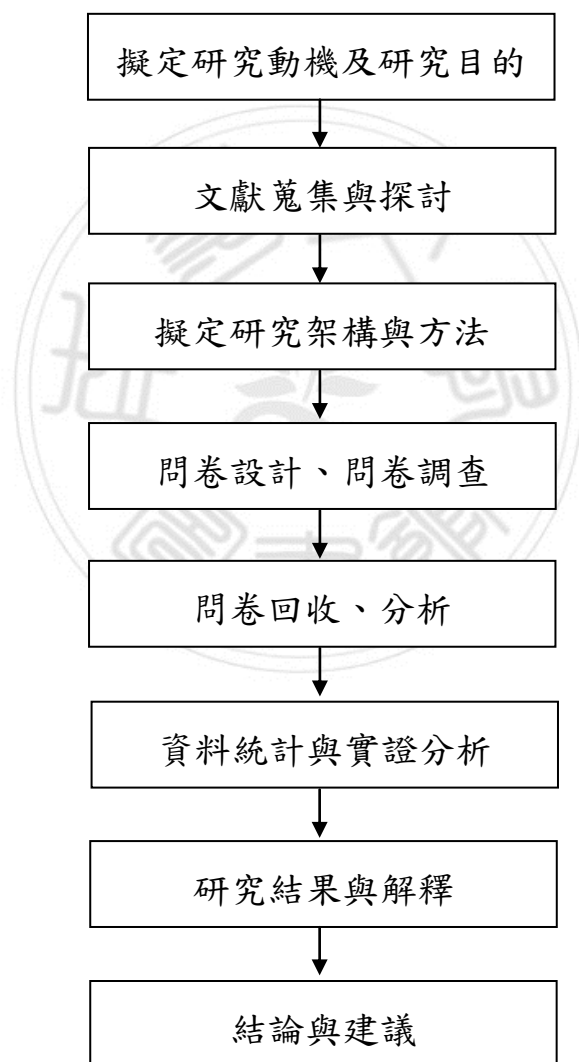 擬定研究動機及研究目的
文獻蒐集與探討
擬定研究架構與方法
問卷設計、問卷調查
問卷回收、分析
資料統計與實證分析
研究結果與解釋
結論與建議